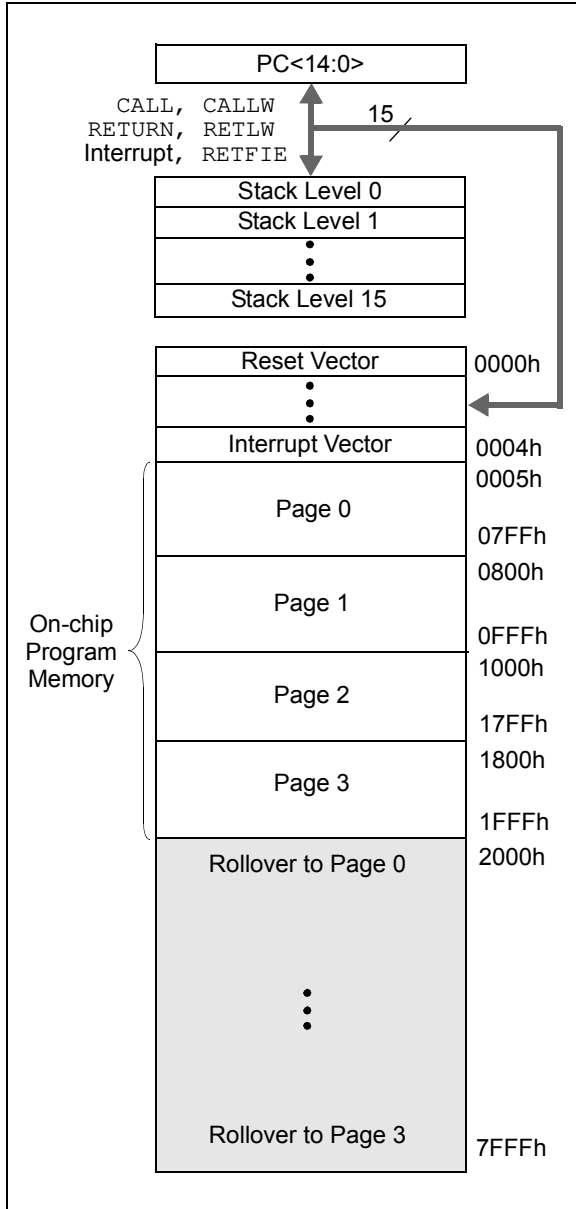 PC<14:0>
CALL, CALLW
RETURN, RETLW
Interrupt, RETFIE
15
Stack Level 0
Stack Level 1
Stack Level 15
Reset Vector
0000h
Interrupt Vector
0004h
0005h
Page 0
07FFh
0800h
Page 1
0FFFh
On-chip
Program
Memory
1000h
Page 2
17FFh
1800h
Page 3
1FFFh
Rollover to Page 0
2000h
Rollover to Page 3
7FFFh